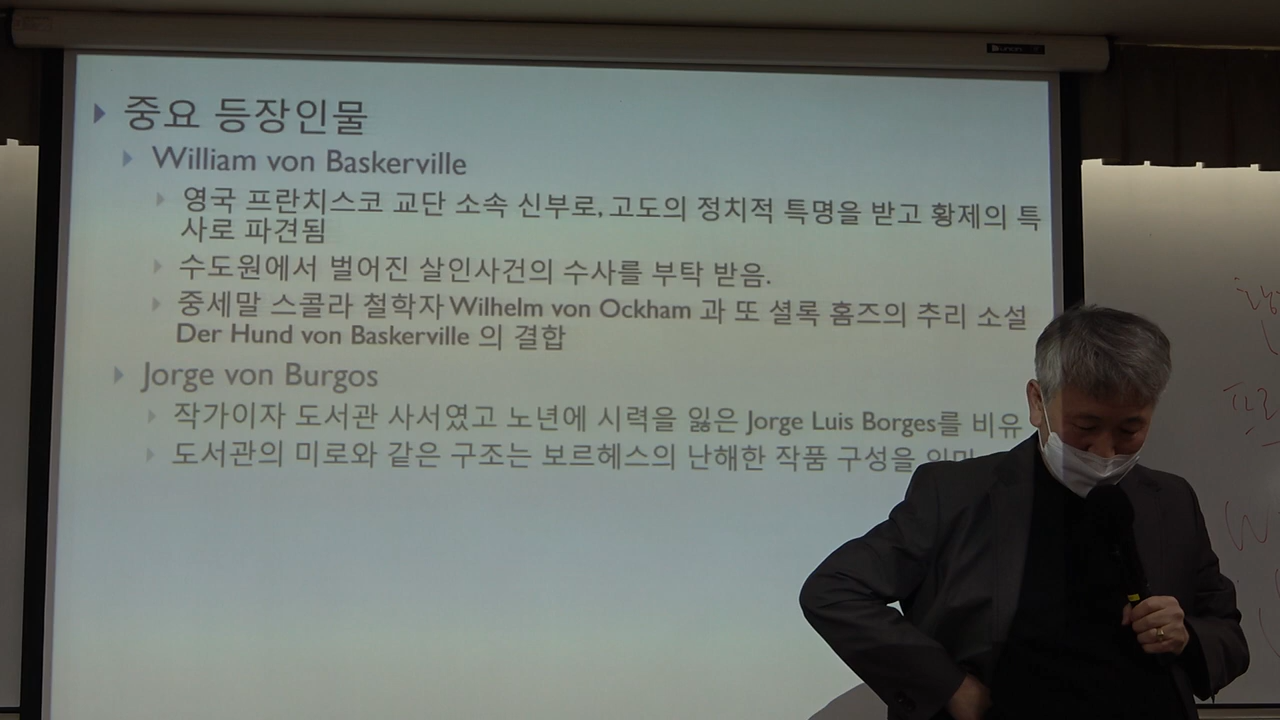 중요 등장인물
William von Baskerville
영국 프란치스코 교단 소속 신부로, 고도의 정치적 특명을 받고 황제의 특
사로 파견됨
수도원에서 벌어진 살인사건의 수사를 부탁 받음.
중세말 스콜라 철학자 Wilhelm von Ockham 과 또 셜록 홈즈의 추리 소설
Der Hund von Baskerville 의 결합
Jorge von Burgos
작가이자 도서관 사서였고 노년에 시력을 잃은 Jorge Luis Borges를 비유
도서관의 미로와 같은 구조는 보르헤스의 난해한 작품 구성을